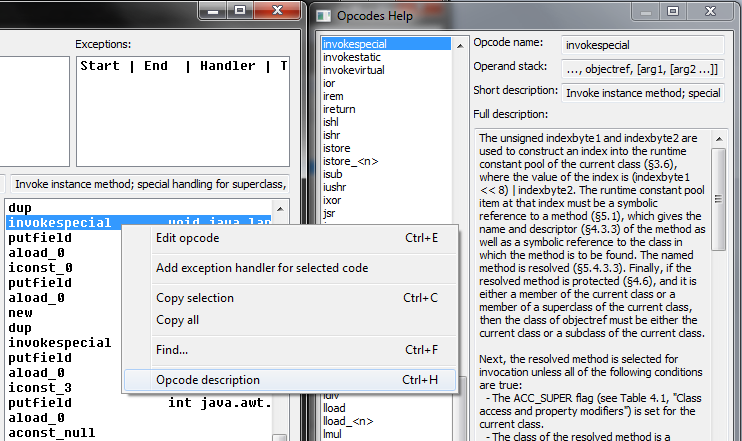 Exceptions:
Start | End | Handler | T
Invoke instance method; special handling for superclass,
dup
invokespecial void java.lan
putfield
aload_0
iconst_0
putfield
aload_0
new
dup
invokespecial
putfield
aload_0
iconst_3
putfield int java.awt.
aload_0
aconst_null
Edit opcode Ctrl+E
Add exception handler for selected code
Copy selection Ctrl+C
Copy all
Find... Ctrl+F
Opcode description Ctrl+H
Opcodes Help
invokespecial
invokestatic
invokevirtual
ior
irem
ireturn
ishl
ishr
istore
istore_<n>
isub
iushr
ixor
jsr
ldiv
lload
lload_<n>
lmul
Opcode name: invokespecial
Operand stack: ..., objectref, [arg1, [arg2 ...]]
Short description: Invoke instance method; special
Full description:
The unsigned indexbyte1 and indexbyte2 are
used to construct an index into the runtime
constant pool of the current class (§3.6),
where the value of the index is (indexbyte1
<< 8) | indexbyte2. The runtime constant pool
item at that index must be a symbolic
reference to a method (§5.1), which gives the
name and descriptor (§4.3.3) of the method as
well as a symbolic reference to the class in
which the method is to be found. The named
method is resolved (§5.4.3.3). Finally, if the
resolved method is protected (§4.6), and it is
either a member of the current class or a
member of a superclass of the current class,
then the class of objectref must be either the
current class or a subclass of the current class.
Next, the resolved method is selected for
invocation unless all of the following conditions
are true:
- The ACC_SUPER flag (see Table 4.1, "Class
access and property modifiers") is set for the
current class.
- The class of the resolved method is a